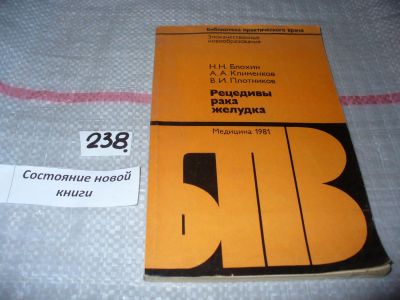 Библиотека практического врача
Злокачественные
новообразования
Н.Н. Блохин
А.А. Клименков
В.И. Плотников
Рецедивы
рака
желудка
Медицина 1981
БПВ
238.
Состояние новой
книги